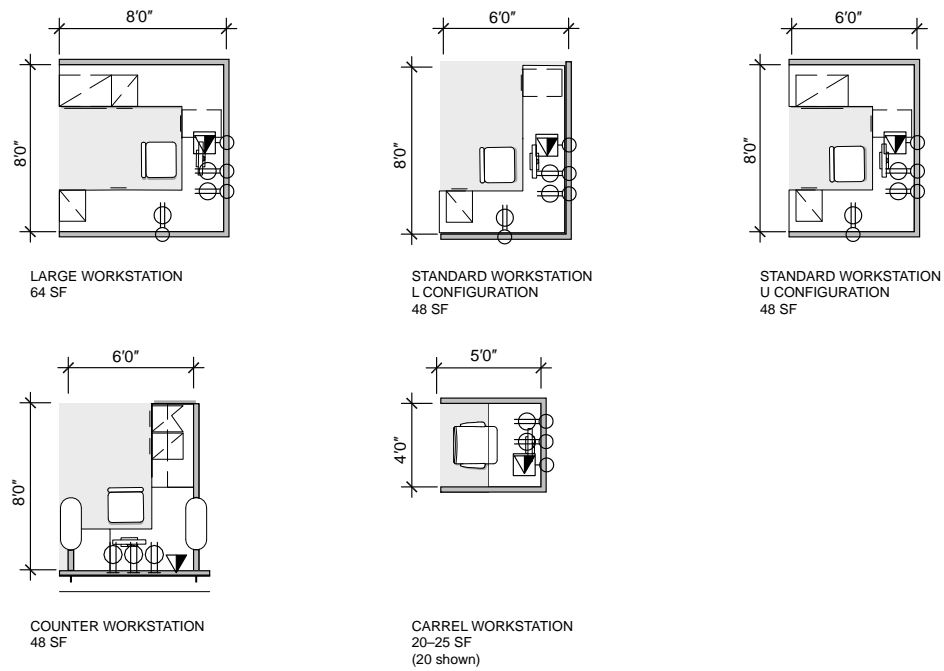 8'0"
6'0"
6'0"
8'0"
8'0"
8'0"
LARGE WORKSTATION
64 SF
STANDARD WORKSTATION
L CONFIGURATION
48 SF
STANDARD WORKSTATION
U CONFIGURATION
48 SF
6'0"
5'0"
8'0"
4'0"
COUNTER WORKSTATION
48 SF
CARREL WORKSTATION
20–25 SF
(20 shown)